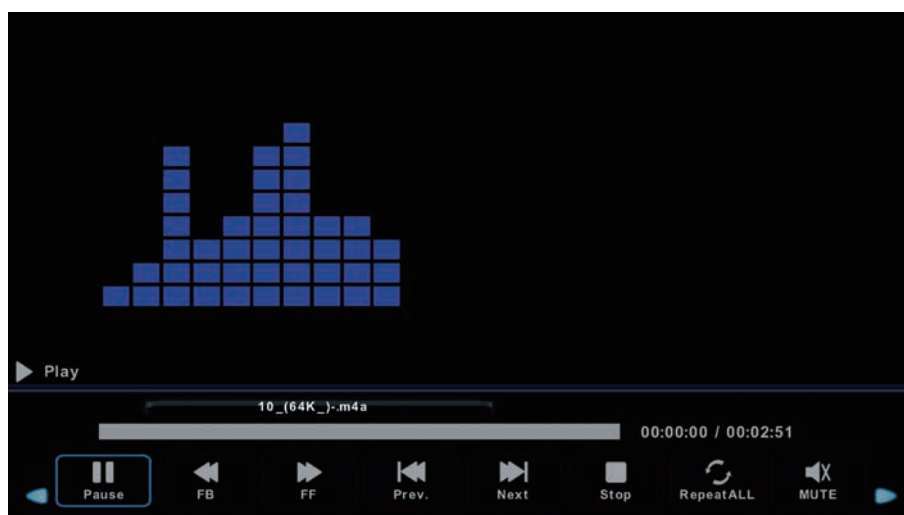 Play
10_(64K_)-.m4a
00:00:00 / 00:02:51
Pause FB FF Prev. Next Stop RepeatALL MUTE